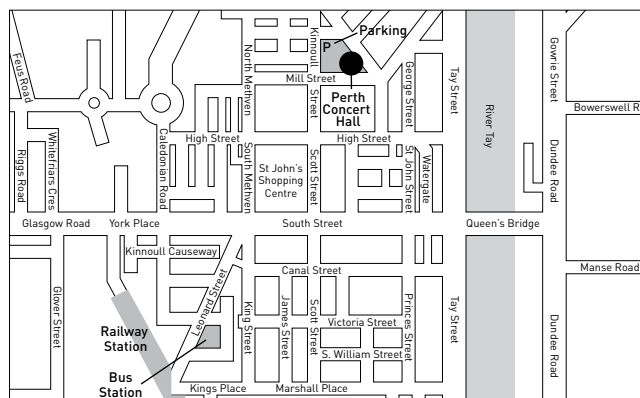 Parking
P
Kinnoull
Street
Feus Road
North Methven
Mill Street
George Street
Tay Street
River Tay
Gowrie Street
Bowerswell R
Perth
Concert
Hall
High Street
High Street
Caledonian Road
Whitefriars Cres
Riggs Road
South Methven
St John's
Shopping
Centre
Scott Street
St John Street
Watergate
Dundee Road
Glasgow Road
York Place
South Street
Queen's Bridge
Kinnoull Causeway
Canal Street
Manse Road
Glover Street
Leonard Street
King Street
James Street
Scott Street
Princes Street
Tay Street
Victoria Street
S. William Street
Dundee Road
Railway
Station
Bus
Station
Kings Place
Marshall Place